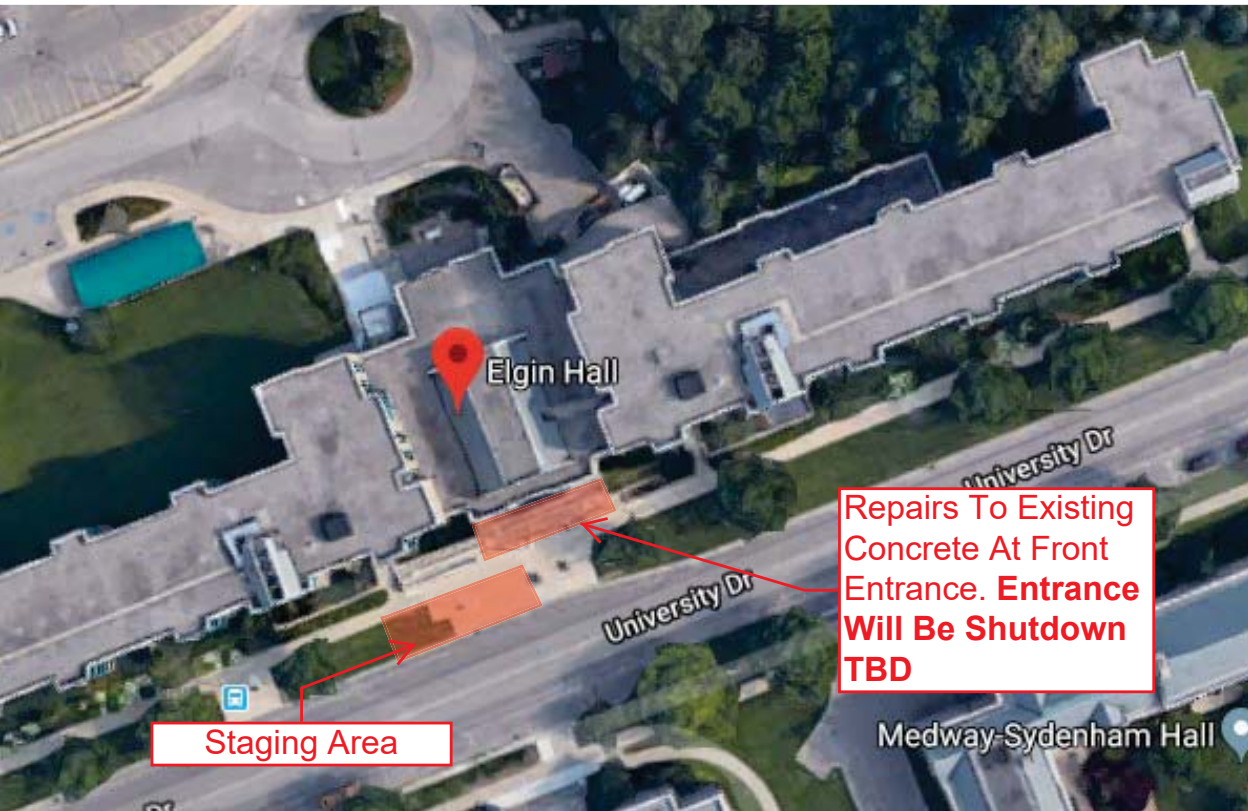 Elgin Hall
University Dr
Repairs To Existing
Concrete At Front
Entrance. Entrance
Will Be Shutdown
TBD
University Dr
Staging Area
Medway-Sydenham Hall
Dr